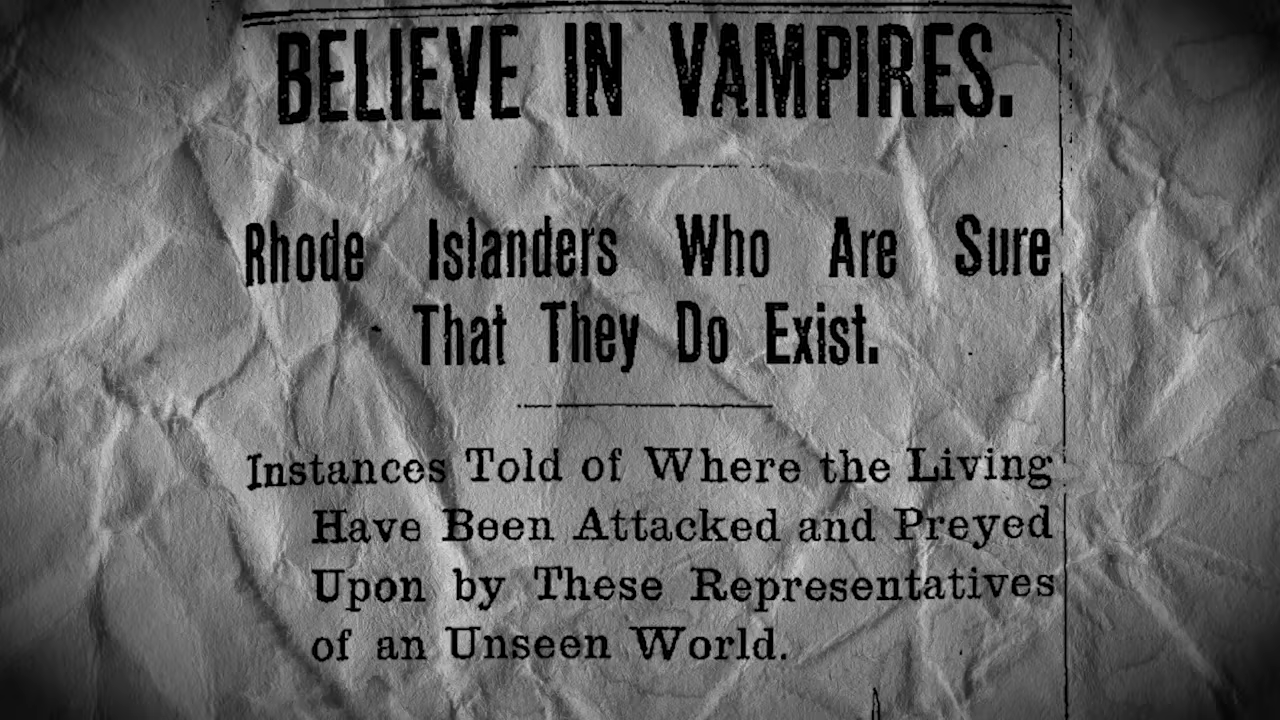 BELIEVE IN VAMPIRES.
Rhode Islanders Who Are Sure
That They Do Exist.
Instances Told of Where the Living
Have Been Attacked and Preyed
Upon by These Representatives
of an Unseen World.